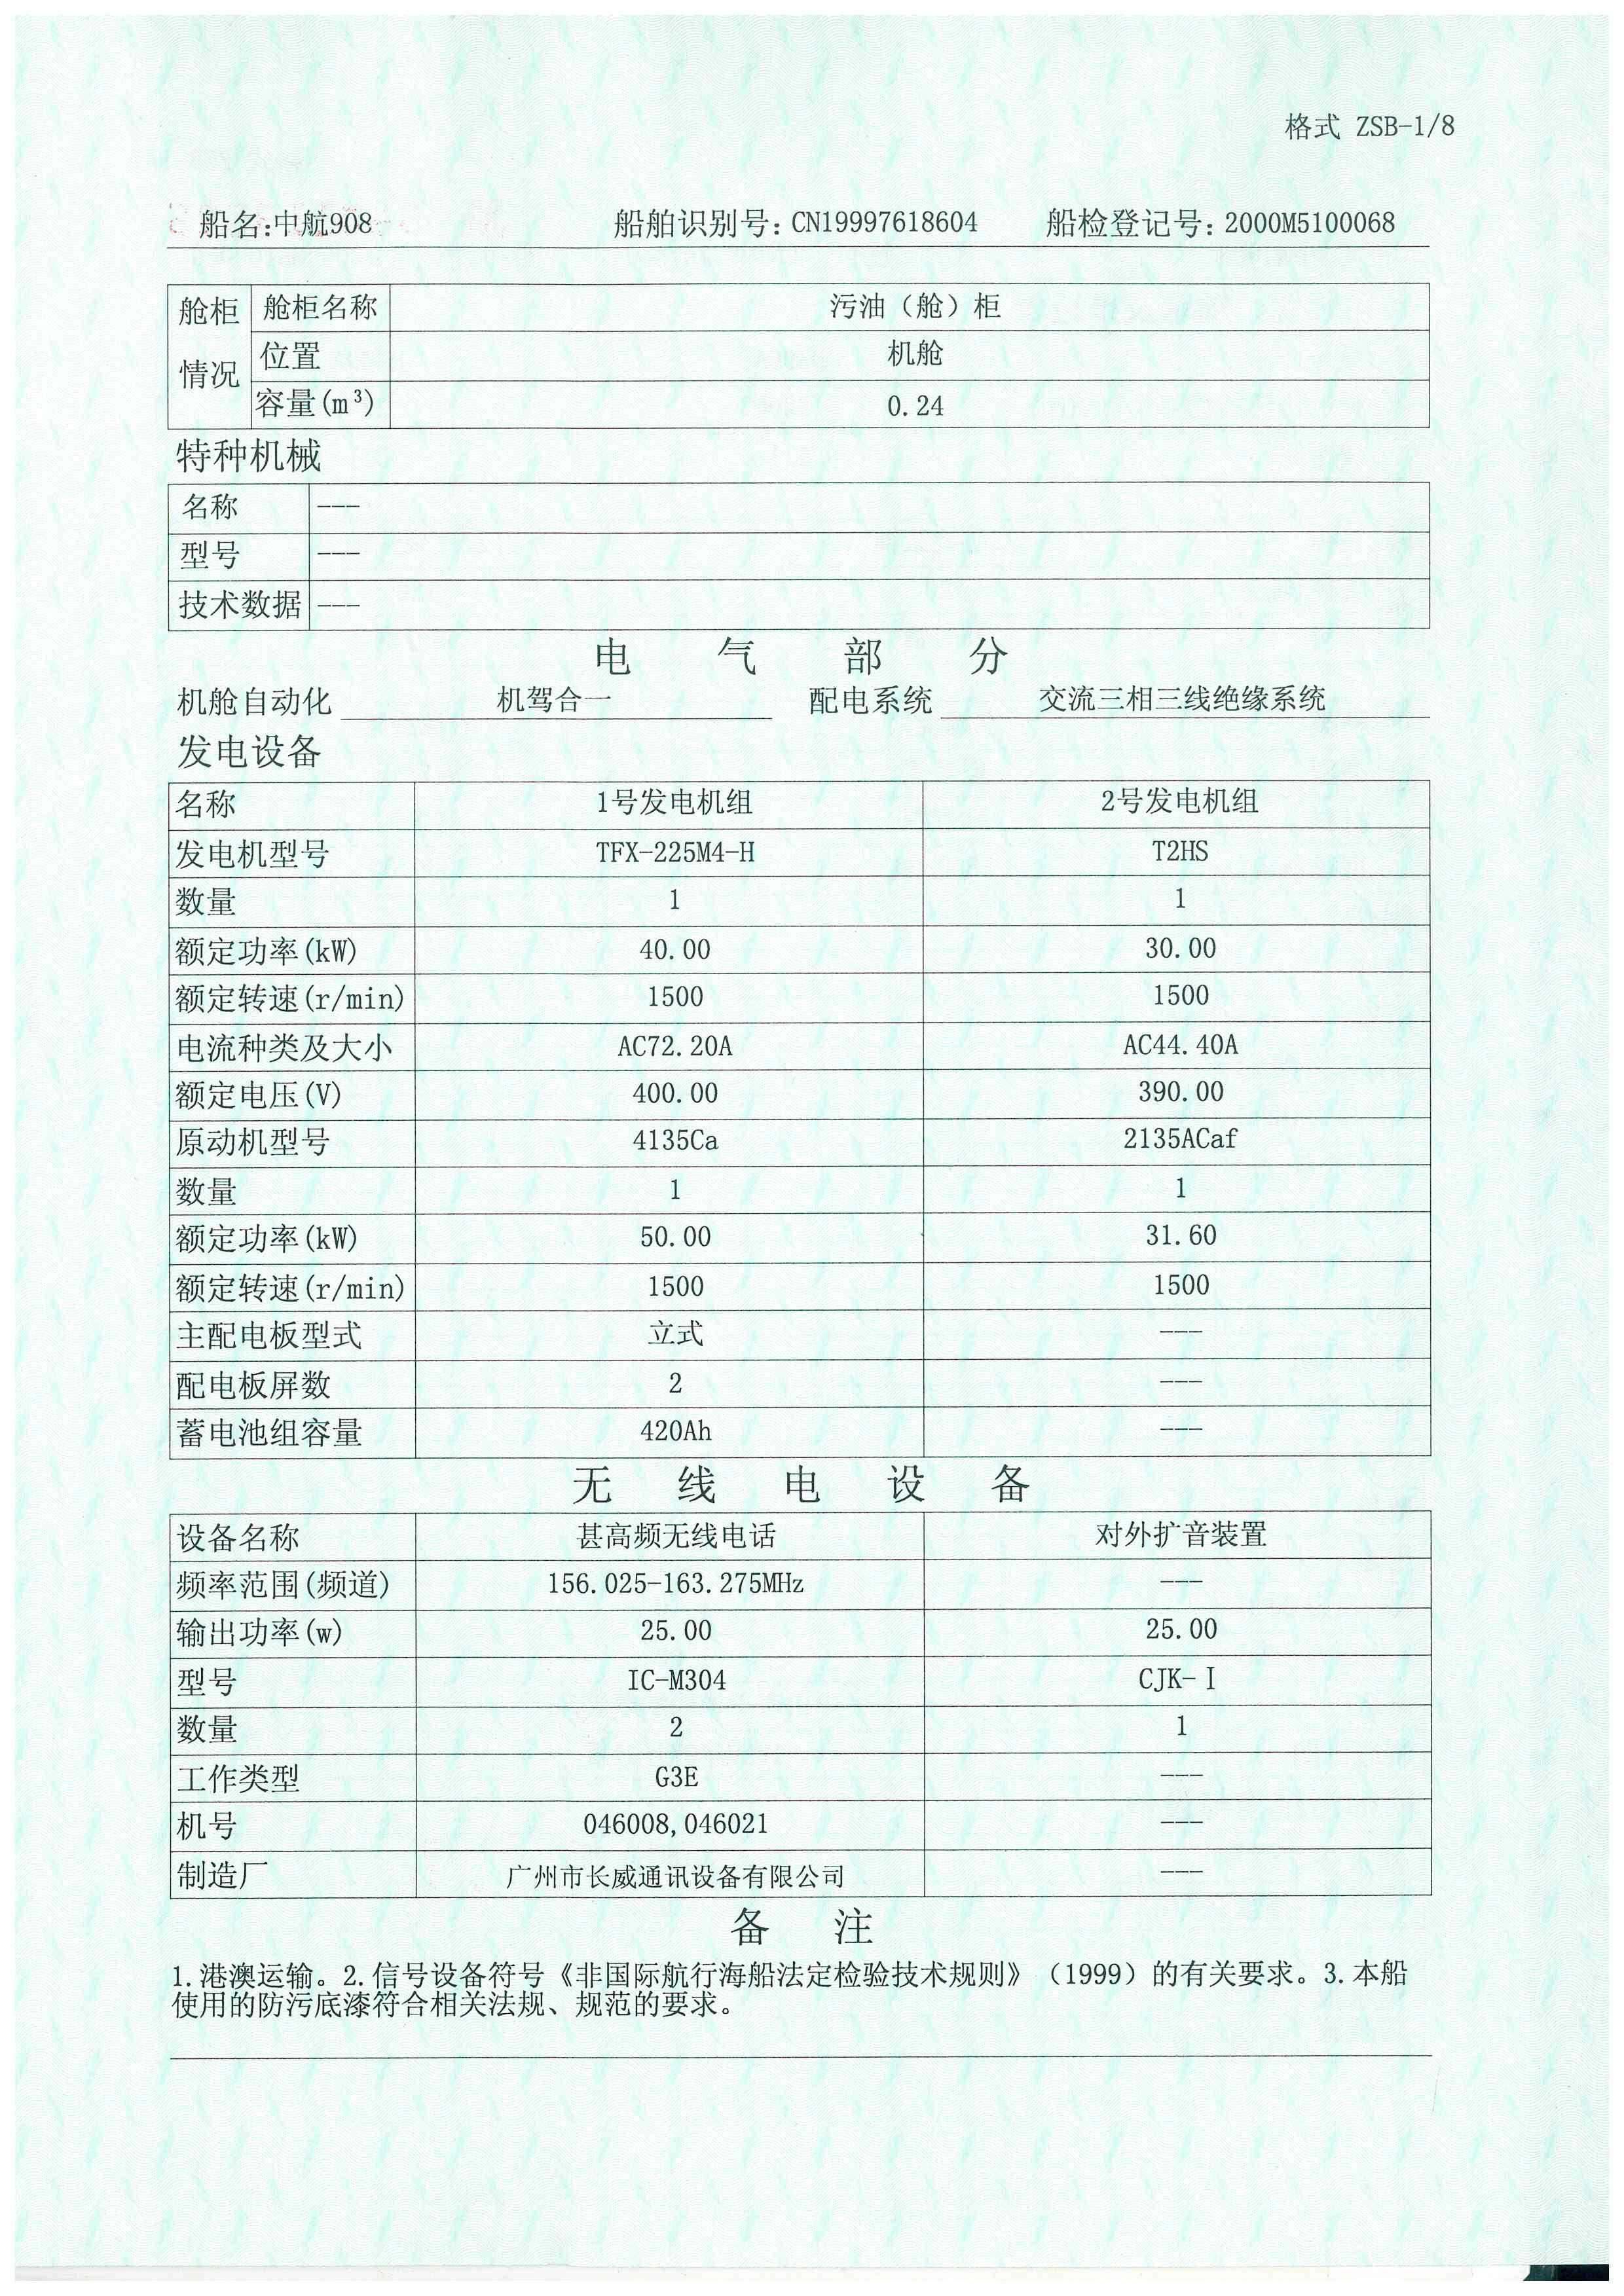 格式 ZSB-1/8
船名:中航908 船舶识别号: CN19997618604 船检登记号: 2000M5100068
舱柜情况 舱柜名称 污油（舱）柜
位置 机舱
容量(m³) 0.24
特种机械
名称 ---
型号 ---
技术数据 ---
电气部分
机舱自动化 机驾合一 配电系统 交流三相三线绝缘系统
发电设备
名称 1号发电机组 2号发电机组
发电机型号 TFX-225M4-H T2HS
数量 1 1
额定功率(kW) 40.00 30.00
额定转速(r/min) 1500 1500
电流种类及大小 AC72.20A AC44.40A
额定电压(V) 400.00 390.00
原动机型号 4135Ca 2135ACaf
数量 1 1
额定功率(kW) 50.00 31.60
额定转速(r/min) 1500 1500
主配电板型式 立式 ---
配电板屏数 2 ---
蓄电池组容量 420Ah ---
无线电设备
设备名称 甚高频无线电话 对外扩音装置
频率范围(频道) 156.025-163.275MHz ---
输出功率(w) 25.00 25.00
型号 IC-M304 CJK-Ⅰ
数量 2 1
工作类型 G3E ---
机号 046008,046021 ---
制造厂 广州市长威通讯设备有限公司 ---
备注
1.港澳运输。2.信号设备符号《非国际航行海船法定检验技术规则》（1999）的有关要求。3.本船
使用的防污底漆符合相关法规、规范的要求。